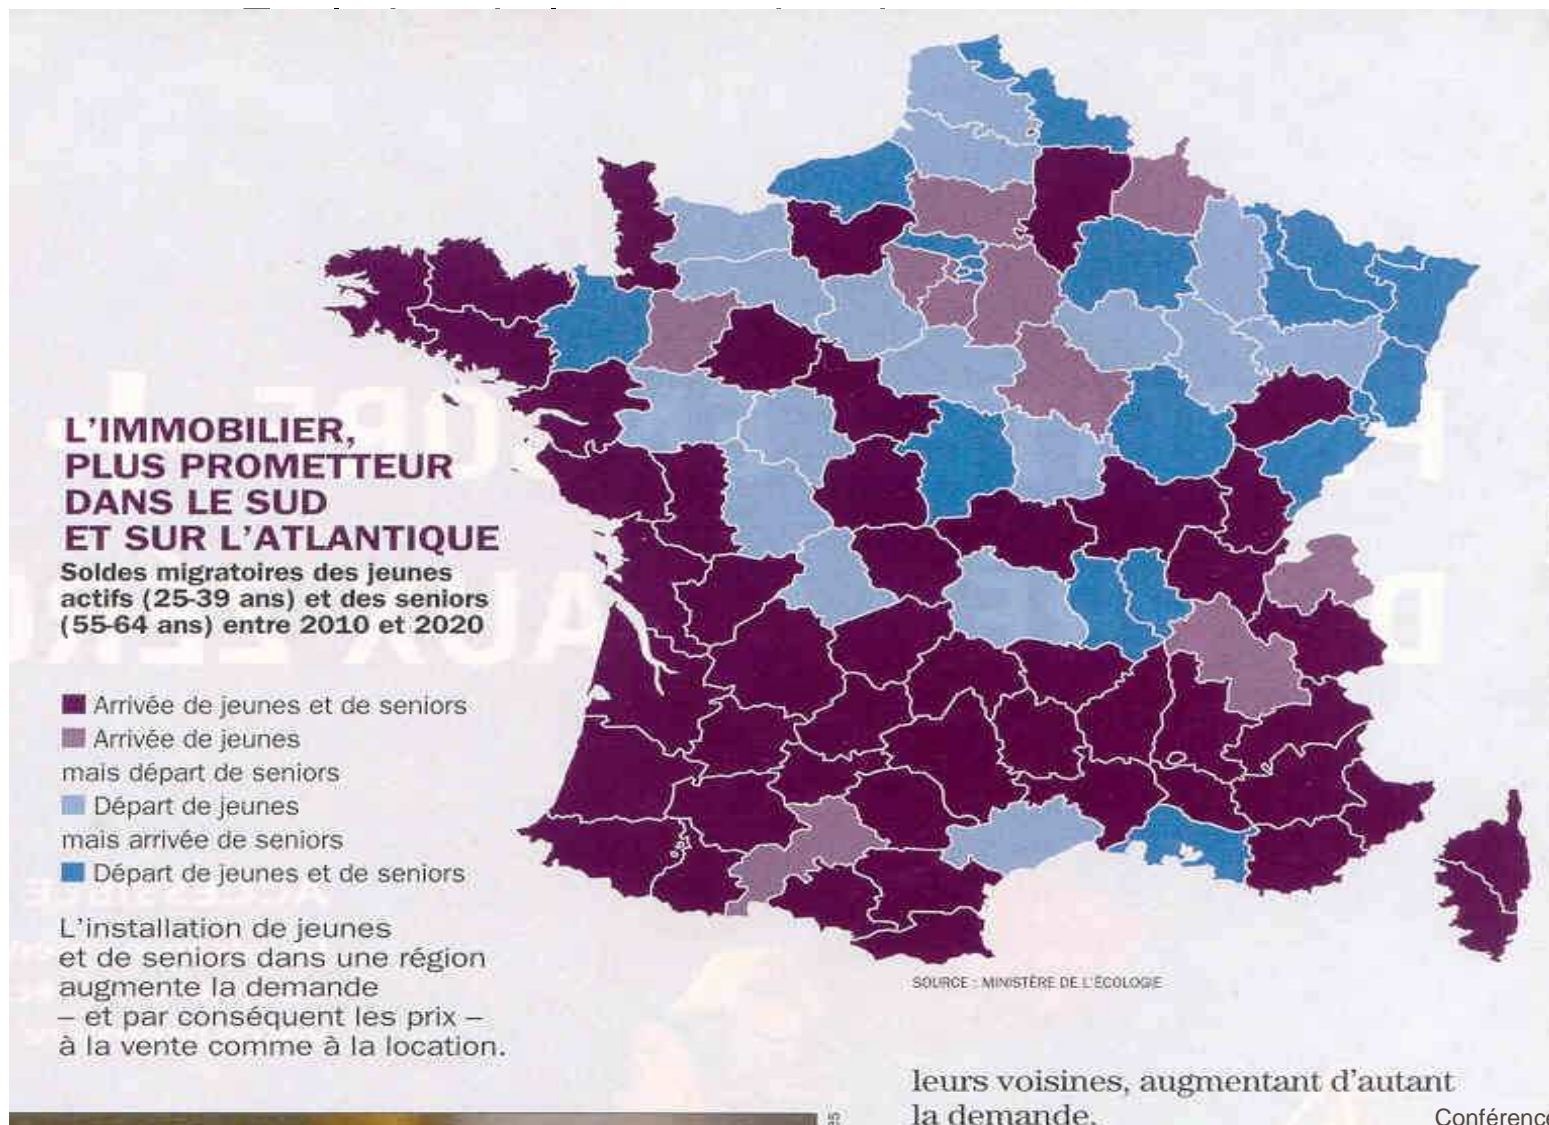 L'IMMOBILIER,
PLUS PROMETTEUR
DANS LE SUD
ET SUR L'ATLANTIQUE
Soldes migratoires des jeunes
actifs (25-39 ans) et des seniors
(55-64 ans) entre 2010 et 2020
Arrivée de jeunes et de seniors
Arrivée de jeunes
mais départ de seniors
Départ de jeunes
mais arrivée de seniors
Départ de jeunes et de seniors
L'installation de jeunes
et de seniors dans une région
augmente la demande
– et par conséquent les prix –
à la vente comme à la location.
SOURCE : MINISTÈRE DE L'ÉCOLOGIE
leurs voisines, augmentant d'autant
la demande.
Conférence